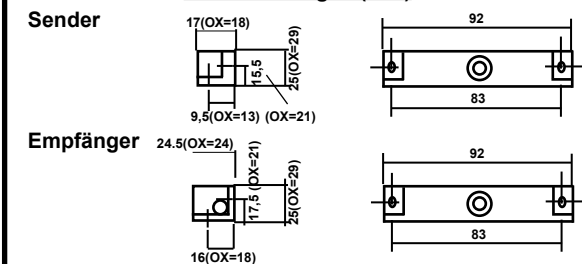 Sender
17(OX=18)
92
15,5
25(OX=29)
9,5(OX=13) (OX=21)
83
Empfänger
24.5(OX=24)
92
17,5 (OX=21)
25(OX=29)
16(OX=18)
83